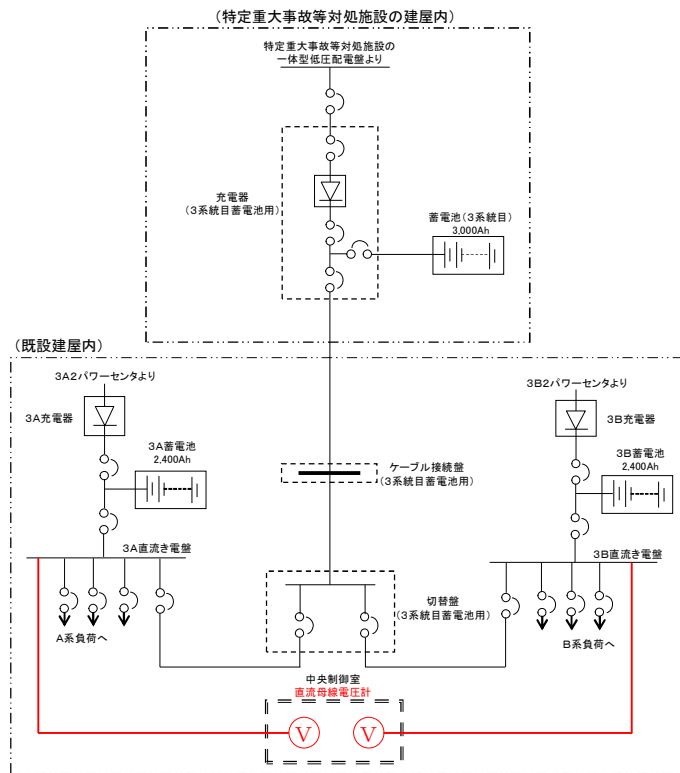 (特定重大事故等対処施設の建屋内)
特定重大事故等対処施設の
一体型低圧配電盤より
充電器
(3系統目蓄電池用)
蓄電池(3系統目)
3,000Ah
(既設建屋内)
3A2パワーセンタより
3A充電器
3A蓄電池
2,400Ah
3B2パワーセンタより
3B充電器
3B蓄電池
2,400Ah
ケーブル接続盤
(3系統目蓄電池用)
3A直流き電盤
3B直流き電盤
切替盤
(3系統目蓄電池用)
A系負荷へ
B系負荷へ
中央制御室
直流母線電圧計
V
V